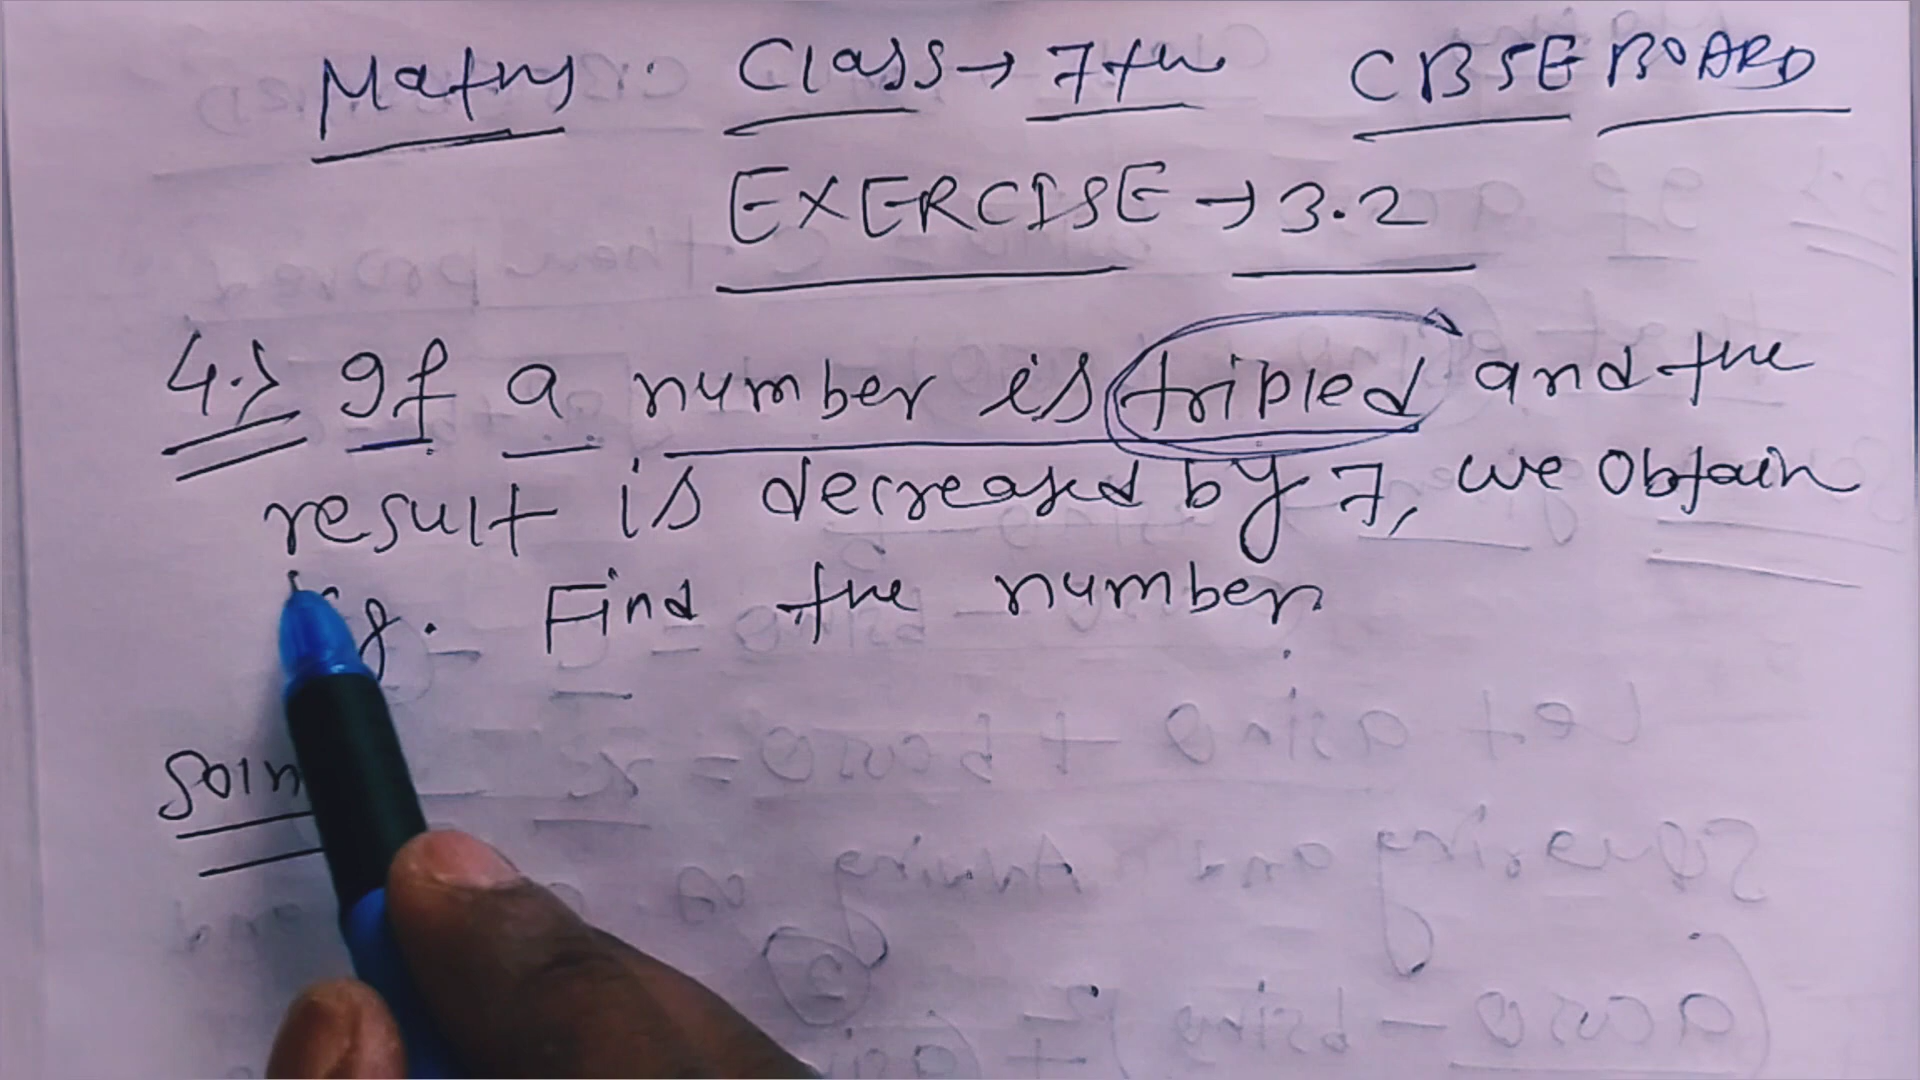 Maths. Class → 7th CBSE BOARD
EXERCISE → 3.2
4.> If a number is tripled and the
result is decreased by 7, we obtain
Find the number.
Soln